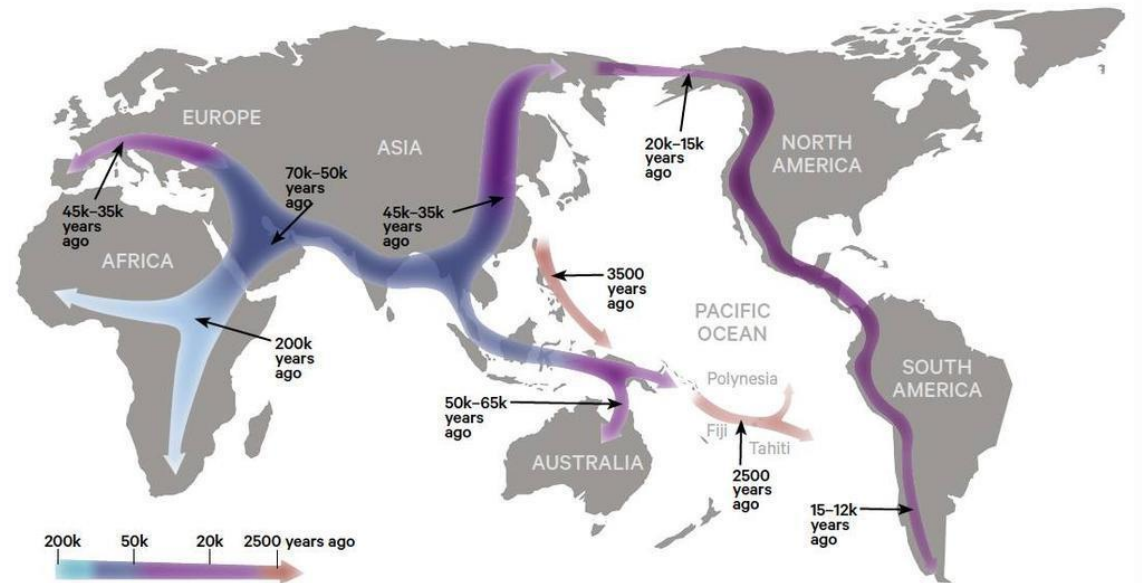 EUROPE
ASIA
70k–50k
years
ago
20k–15k
years
ago
NORTH
AMERICA
45k–35k
years
ago
45k–35k
years
ago
AFRICA
3500
years
ago
PACIFIC
OCEAN
200k
years
ago
Polynesia
SOUTH
AMERICA
50k–65k
years
ago
Fiji
Tahiti
AUSTRALIA
2500
years
ago
15–12k
years
ago
200k 50k 20k 2500 years ago